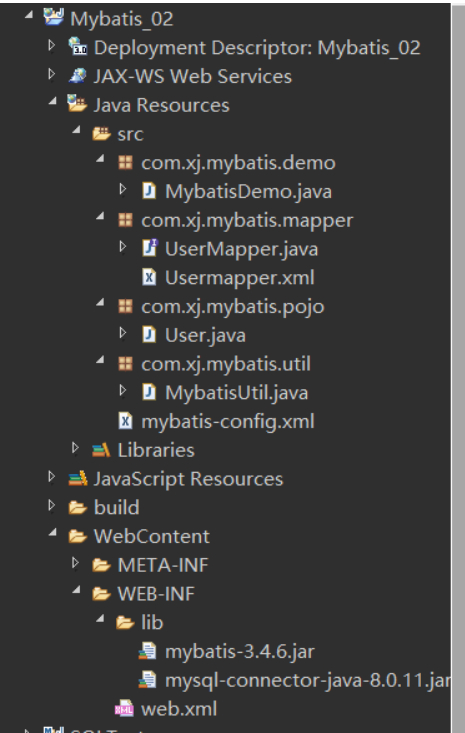 Mybatis_02
Deployment Descriptor: Mybatis_02
JAX-WS Web Services
Java Resources
src
com.xj.mybatis.demo
MybatisDemo.java
com.xj.mybatis.mapper
UserMapper.java
Usermapper.xml
com.xj.mybatis.pojo
User.java
com.xj.mybatis.util
MybatisUtil.java
mybatis-config.xml
Libraries
JavaScript Resources
build
WebContent
META-INF
WEB-INF
lib
mybatis-3.4.6.jar
mysql-connector-java-8.0.11.jar
web.xml